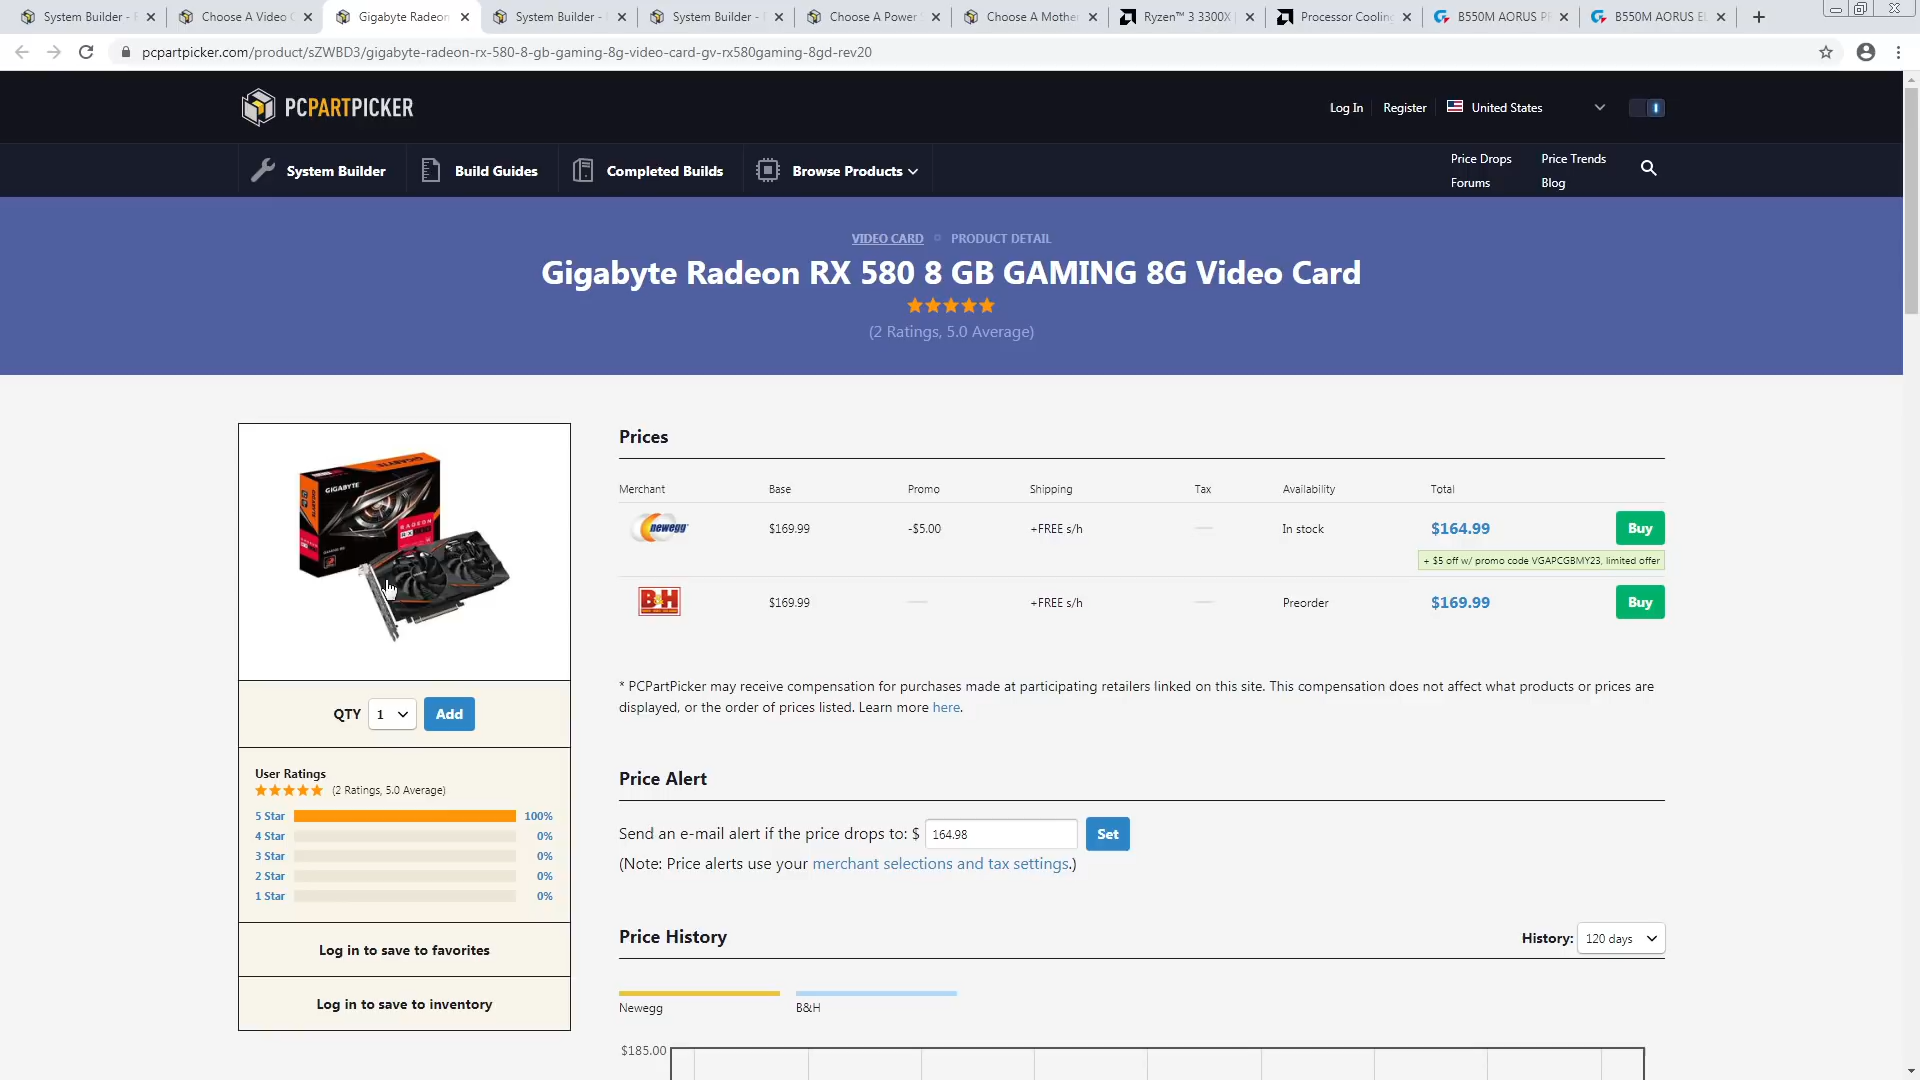 System Builder -
Choose A Video
Gigabyte Radeon
System Builder -
System Builder -
Choose A Power
Choose A Mothe
Ryzen™ 3 3300X
Processor Coolin
B550M AORUS P
B550M AORUS EL
pcpartpicker.com/product/sZWBD3/gigabyte-radeon-rx-580-8-gb-gaming-8g-video-card-gv-rx580gaming-8gd-rev20
PCPARTPICKER
Log In
Register
United States
System Builder
Build Guides
Completed Builds
Browse Products
Price Drops
Price Trends
Forums
Blog
VIDEO CARD
PRODUCT DETAIL
Gigabyte Radeon RX 580 8 GB GAMING 8G Video Card
(2 Ratings, 5.0 Average)
GIGABYTE
RADEON
Prices
Merchant Base Promo Shipping Tax Availability Total
newegg $169.99 -$5.00 +FREE s/h In stock $164.99 Buy
+ $5 off w/ promo code VGAPCGBMY23, limited offer
B&H $169.99 +FREE s/h Preorder $169.99 Buy
* PCPartPicker may receive compensation for purchases made at participating retailers linked on this site. This compensation does not affect what products or prices are
displayed, or the order of prices listed. Learn more here.
QTY 1 Add
User Ratings
(2 Ratings, 5.0 Average)
5 Star 100%
4 Star 0%
3 Star 0%
2 Star 0%
1 Star 0%
Log in to save to favorites
Log in to save to inventory
Price Alert
Send an e-mail alert if the price drops to: $ 164.98 Set
(Note: Price alerts use your merchant selections and tax settings.)
Price History
History: 120 days
Newegg
B&H
$185.00